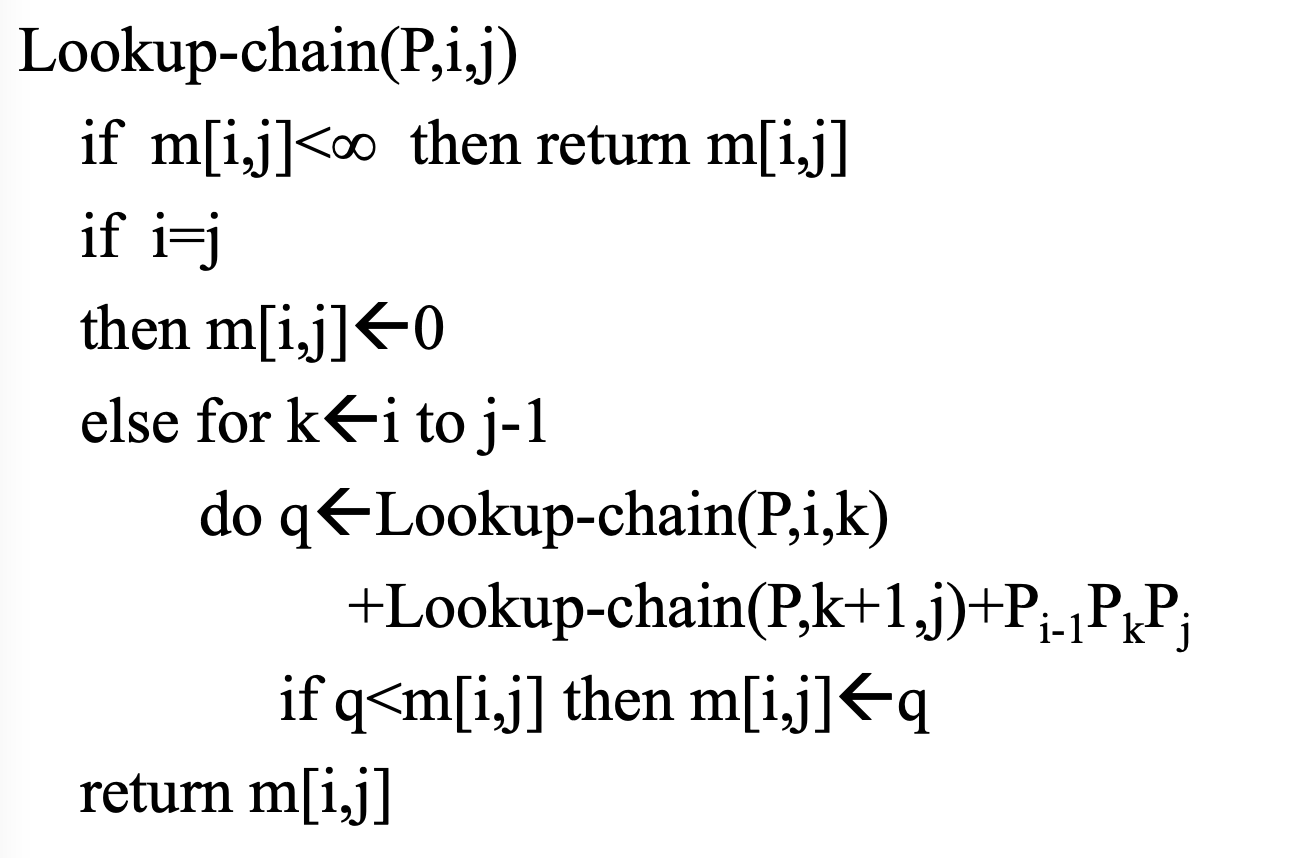 Lookup-chain(P,i,j)
if m[i,j]<∞ then return m[i,j]
if i=j
then m[i,j]←0
else for k←i to j-1
do q←Lookup-chain(P,i,k)
+Lookup-chain(P,k+1,j)+Pᵢ₋₁PₖPⱼ
if q<m[i,j] then m[i,j]←q
return m[i,j]